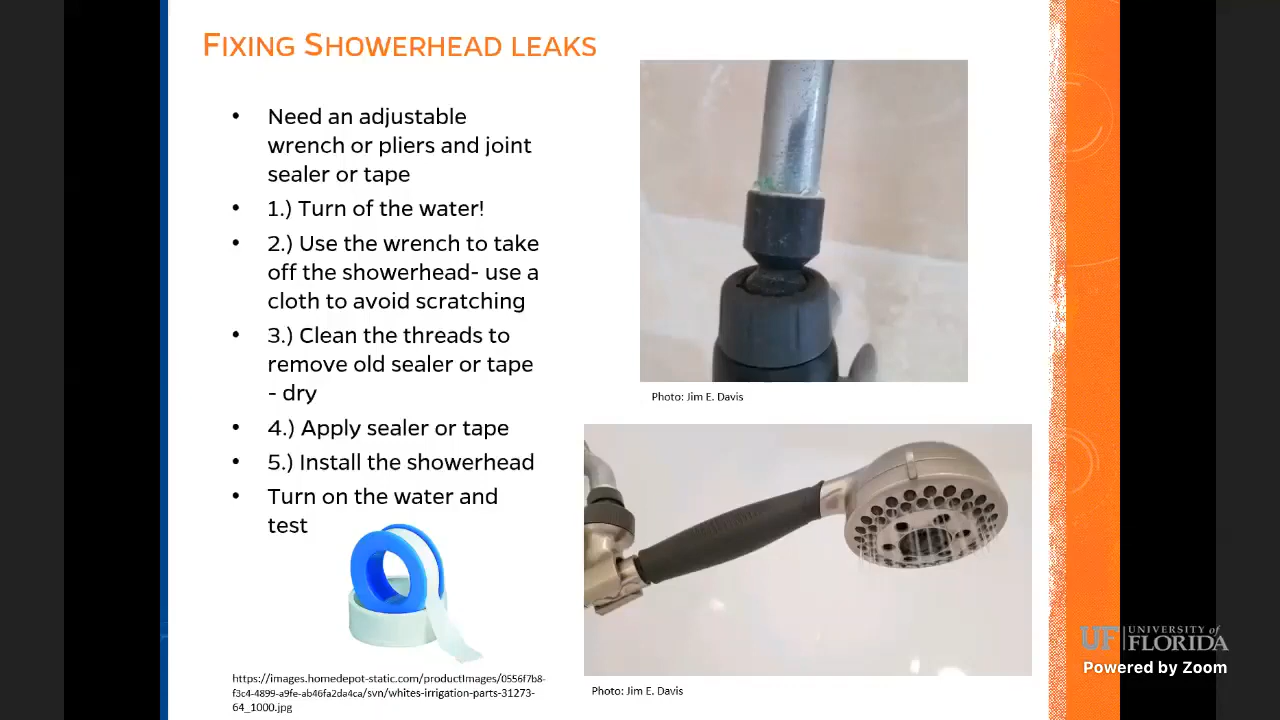 FIXING SHOWERHEAD LEAKS
• Need an adjustable
wrench or pliers and joint
sealer or tape
• 1.) Turn of the water!
• 2.) Use the wrench to take
off the showerhead- use a
cloth to avoid scratching
• 3.) Clean the threads to
remove old sealer or tape
- dry
• 4.) Apply sealer or tape
• 5.) Install the showerhead
• Turn on the water and
test
https://images.homedepot-static.com/productImages/0556f7b8-
f3c4-4899-a9fe-ab46fa2da4ca/svn/whites-irrigation-parts-31273-
64_1000.jpg
Photo: Jim E. Davis
Photo: Jim E. Davis
UF UNIVERSITY of
FLORIDA
Powered by Zoom